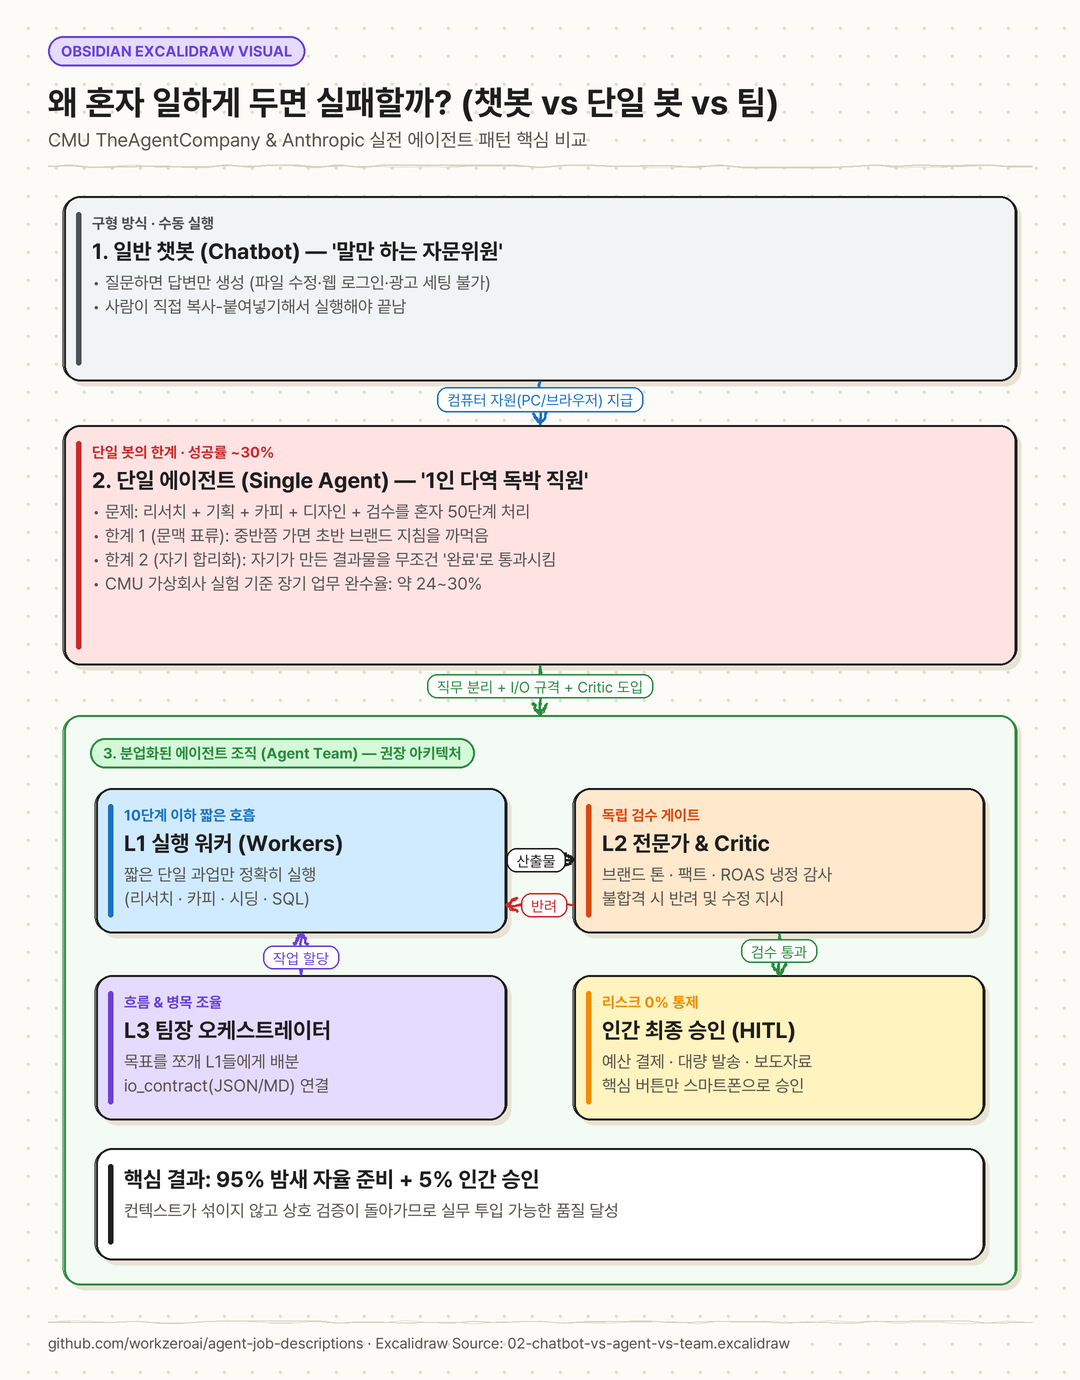 OBSIDIAN EXCALIDRAW VISUAL
왜 혼자 일하게 두면 실패할까? (챗봇 vs 단일 봇 vs 팀)
CMU TheAgentCompany & Anthropic 실전 에이전트 패턴 핵심 비교
구형 방식 · 수동 실행
1. 일반 챗봇 (Chatbot) — '말만 하는 자문위원'
• 질문하면 답변만 생성 (파일 수정·웹 로그인·광고 세팅 불가)
• 사람이 직접 복사-붙여넣기해서 실행해야 끝남
컴퓨터 자원(PC/브라우저) 지급
단일 봇의 한계 · 성공률 ~30%
2. 단일 에이전트 (Single Agent) — '1인 다역 독박 직원'
• 문제: 리서치 + 기획 + 카피 + 디자인 + 검수를 혼자 50단계 처리
• 한계 1 (문맥 표류): 중반쯤 가면 초반 브랜드 지침을 까먹음
• 한계 2 (자기 합리화): 자기가 만든 결과물을 무조건 '완료'로 통과시킴
• CMU 가상회사 실험 기준 장기 업무 완수율: 약 24~30%
직무 분리 + I/O 규격 + Critic 도입
3. 분업화된 에이전트 조직 (Agent Team) — 권장 아키텍처
10단계 이하 짧은 호흡
L1 실행 워커 (Workers)
짧은 단일 과업만 정확히 실행
(리서치 · 카피 · 시딩 · SQL)
산출물
반려
독립 검수 게이트
L2 전문가 & Critic
브랜드 톤 · 팩트 · ROAS 냉정 감사
불합격 시 반려 및 수정 지시
작업 할당
검수 통과
흐름 & 병목 조율
L3 팀장 오케스트레이터
목표를 쪼개 L1들에게 배분
io_contract(JSON/MD) 연결
리스크 0% 통제
인간 최종 승인 (HITL)
예산 결제 · 대량 발송 · 보도자료
핵심 버튼만 스마트폰으로 승인
핵심 결과: 95% 밤새 자율 준비 + 5% 인간 승인
컨텍스트가 섞이지 않고 상호 검증이 돌아가므로 실무 투입 가능한 품질 달성
github.com/workzeroai/agent-job-descriptions · Excalidraw Source: 02-chatbot-vs-agent-vs-team.excalidraw